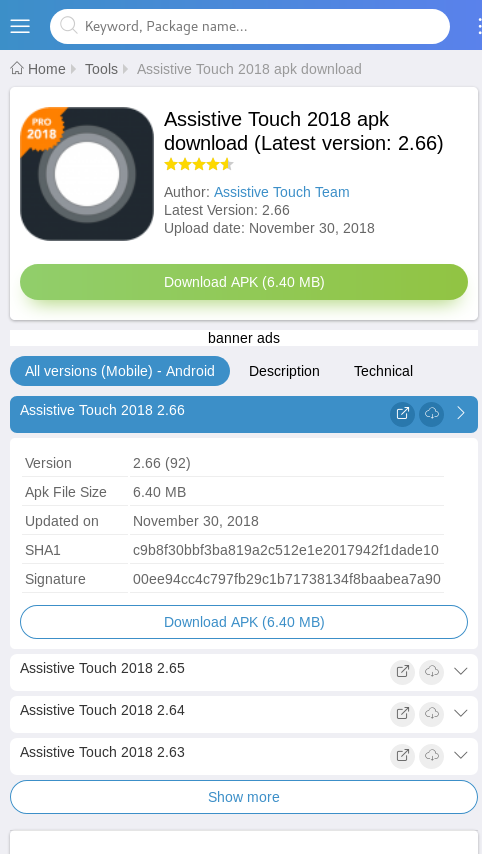 Keyword, Package name...
Home Tools Assistive Touch 2018 apk download
PRO
2018
Assistive Touch 2018 apk
download (Latest version: 2.66)
Author: Assistive Touch Team
Latest Version: 2.66
Upload date: November 30, 2018
Download APK (6.40 MB)
banner ads
All versions (Mobile) - Android Description Technical
Assistive Touch 2018 2.66
Version 2.66 (92)
Apk File Size 6.40 MB
Updated on November 30, 2018
SHA1 c9b8f30bbf3ba819a2c512e1e2017942f1dade10
Signature 00ee94cc4c797fb29c1b71738134f8baabea7a90
Download APK (6.40 MB)
Assistive Touch 2018 2.65
Assistive Touch 2018 2.64
Assistive Touch 2018 2.63
Show more